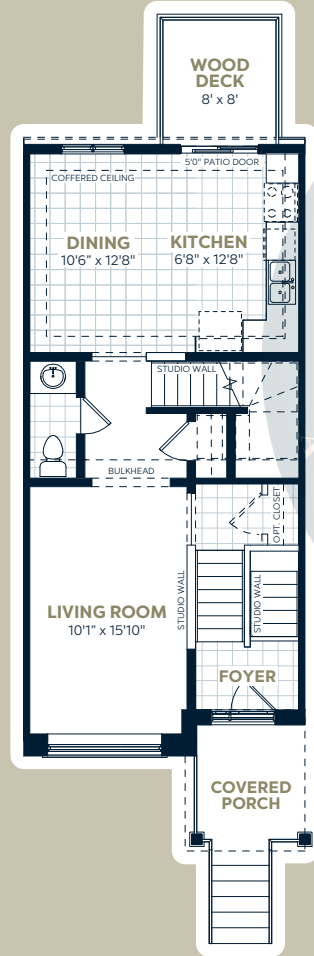 WOOD
DECK
8' x 8'
5'0" PATIO DOOR
COFFERED CEILING
DINING
10'6" x 12'8"
KITCHEN
6'8" x 12'8"
STUDIO WALL
BULKHEAD
OPT. CLOSET
STUDIO WALL
STUDIO WALL
LIVING ROOM
10'1" x 15'10"
FOYER
COVERED
PORCH